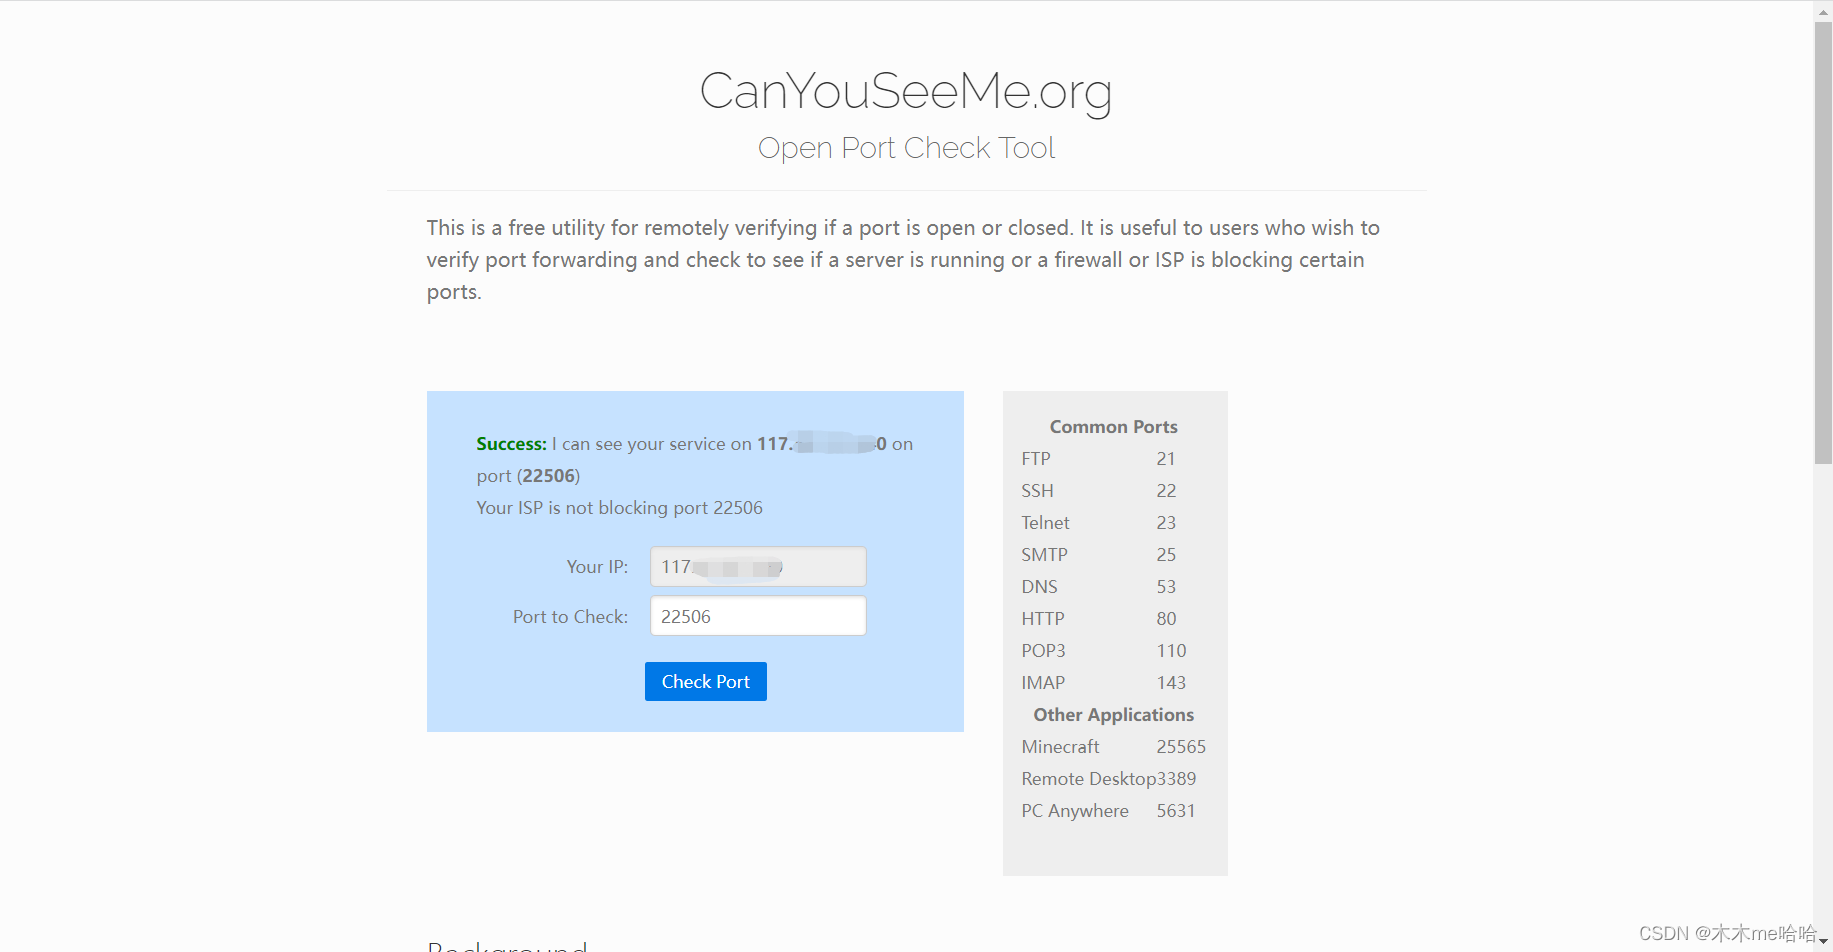 CanYouSeeMe.org
Open Port Check Tool
This is a free utility for remotely verifying if a port is open or closed. It is useful to users who wish to
verify port forwarding and check to see if a server is running or a firewall or ISP is blocking certain
ports.
Success: I can see your service on 117. 0 on
port (22506)
Your ISP is not blocking port 22506
Your IP: 117.
Port to Check: 22506
Check Port
Common Ports
FTP 21
SSH 22
Telnet 23
SMTP 25
DNS 53
HTTP 80
POP3 110
IMAP 143
Other Applications
Minecraft 25565
Remote Desktop 3389
PC Anywhere 5631
Background
CSDN @木木me哈哈